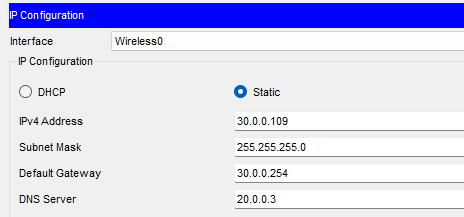 IP Configuration
Interface Wireless0
IP Configuration
DHCP Static
IPv4 Address 30.0.0.109
Subnet Mask 255.255.255.0
Default Gateway 30.0.0.254
DNS Server 20.0.0.3